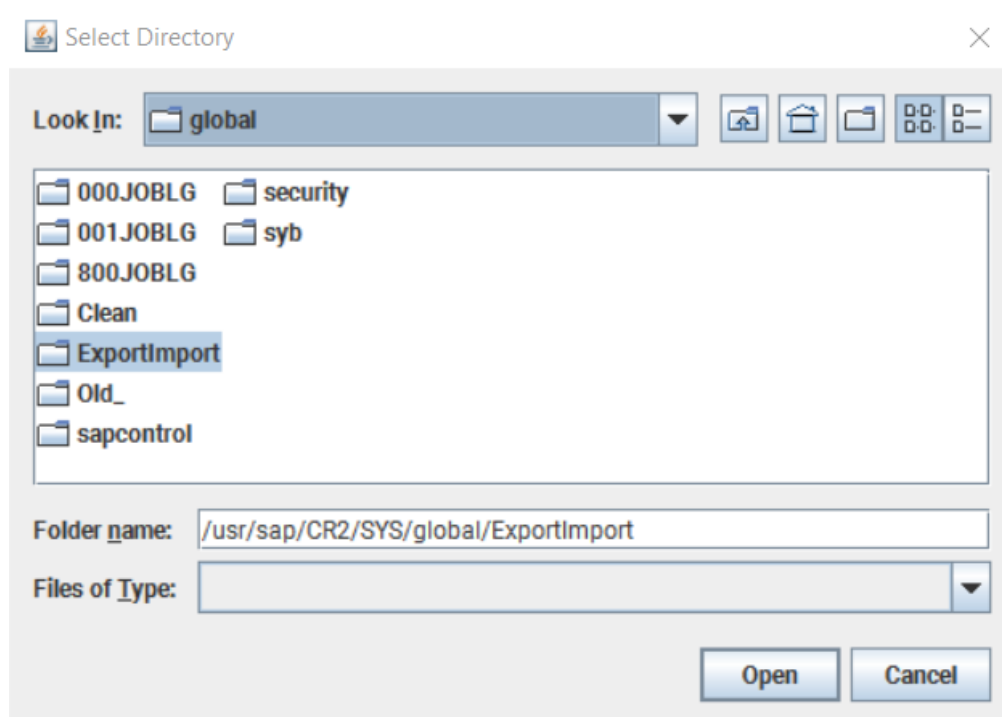 Select Directory
Look In: global
000JOBLG security
001JOBLG syb
800JOBLG
Clean
ExportImport
Old_
sapcontrol
Folder name: /usr/sap/CR2/SYS/global/ExportImport
Files of Type:
Open Cancel